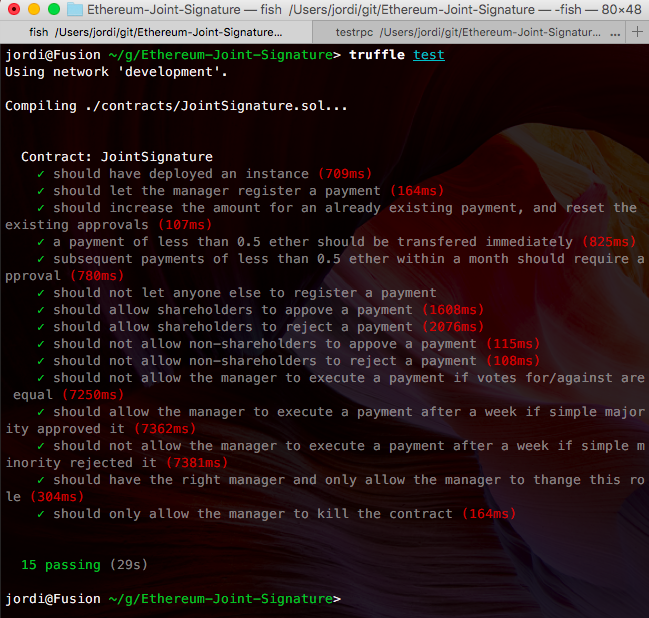 Ethereum-Joint-Signature — fish /Users/jordi/git/Ethereum-Joint-Signature — -fish — 80×48
fish /Users/jordi/git/Ethereum-Joint-Signature...
testrpc /Users/jordi/git/Ethereum-Joint-Signatur... ... +
jordi@Fusion ~/g/Ethereum-Joint-Signature> truffle test
Using network 'development'.
Compiling ./contracts/JointSignature.sol...
Contract: JointSignature
✓ should have deployed an instance (709ms)
✓ should let the manager register a payment (164ms)
✓ should increase the amount for an already existing payment, and reset the
existing approvals (107ms)
✓ a payment of less than 0.5 ether should be transfered immediately (825ms)
✓ subsequent payments of less than 0.5 ether within a month should require a
pproval (780ms)
✓ should not let anyone else to register a payment
✓ should allow shareholders to appove a payment (1608ms)
✓ should allow shareholders to reject a payment (2076ms)
✓ should not allow non-shareholders to appove a payment (115ms)
✓ should not allow non-shareholders to reject a payment (108ms)
✓ should not allow the manager to execute a payment if votes for/against are
equal (7250ms)
✓ should allow the manager to execute a payment after a week if simple major
ity approved it (7362ms)
✓ should not allow the manager to execute a payment after a week if simple m
inority rejected it (7381ms)
✓ should have the right manager and only allow the manager to thange this ro
le (304ms)
✓ should only allow the manager to kill the contract (164ms)
15 passing (29s)
jordi@Fusion ~/g/Ethereum-Joint-Signature>